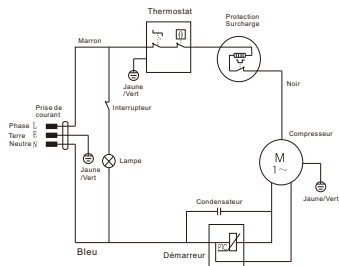 Thermostat
Protection
Surcharge
Marron
Jaune
/Vert
Noir
Interrupteur
Prise de
courant
Phase L
Terre E
Neutre N
Jaune
/Vert
Lampe
Compresseur
M
1~
Jaune/Vert
Condensateur
Bleu
PTC
Démarreur